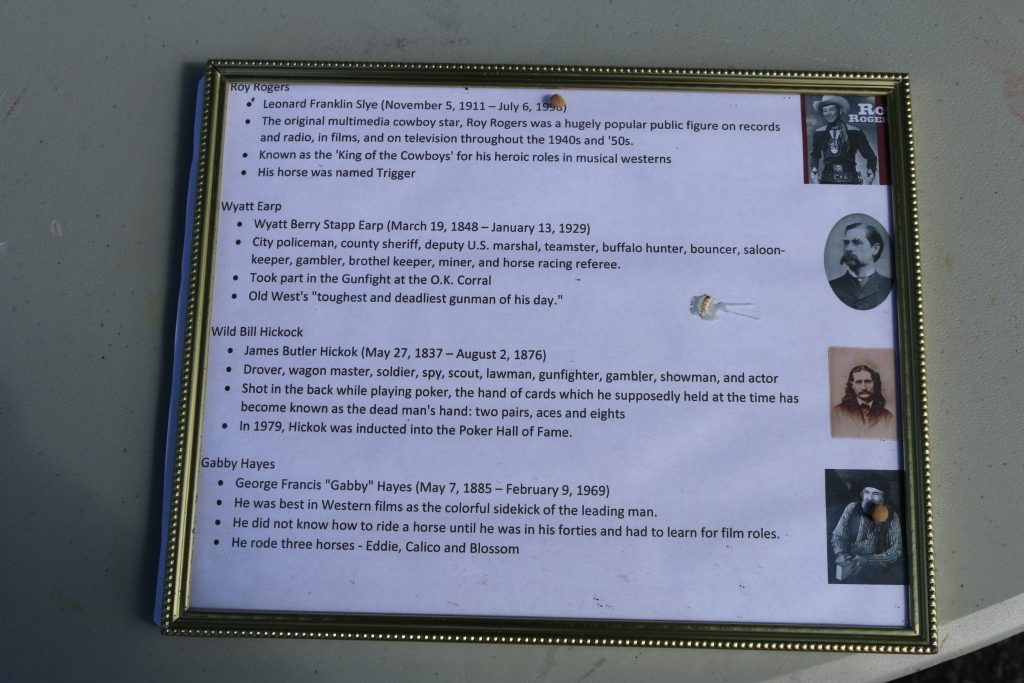 Roy Rogers
• Leonard Franklin Slye (November 5, 1911 – July 6, 1998)
• The original multimedia cowboy star, Roy Rogers was a hugely popular public figure on records
and radio, in films, and on television throughout the 1940s and '50s.
• Known as the 'King of the Cowboys' for his heroic roles in musical westerns
• His horse was named Trigger
Wyatt Earp
• Wyatt Berry Stapp Earp (March 19, 1848 – January 13, 1929)
• City policeman, county sheriff, deputy U.S. marshal, teamster, buffalo hunter, bouncer, saloon-
keeper, gambler, brothel keeper, miner, and horse racing referee.
• Took part in the Gunfight at the O.K. Corral
• Old West's "toughest and deadliest gunman of his day."
Wild Bill Hickock
• James Butler Hickok (May 27, 1837 – August 2, 1876)
• Drover, wagon master, soldier, spy, scout, lawman, gunfighter, gambler, showman, and actor
• Shot in the back while playing poker, the hand of cards which he supposedly held at the time has
become known as the dead man's hand: two pairs, aces and eights
• In 1979, Hickok was inducted into the Poker Hall of Fame.
Gabby Hayes
• George Francis "Gabby" Hayes (May 7, 1885 – February 9, 1969)
• He was best in Western films as the colorful sidekick of the leading man.
• He did not know how to ride a horse until he was in his forties and had to learn for film roles.
• He rode three horses - Eddie, Calico and Blossom
Ro
Roge